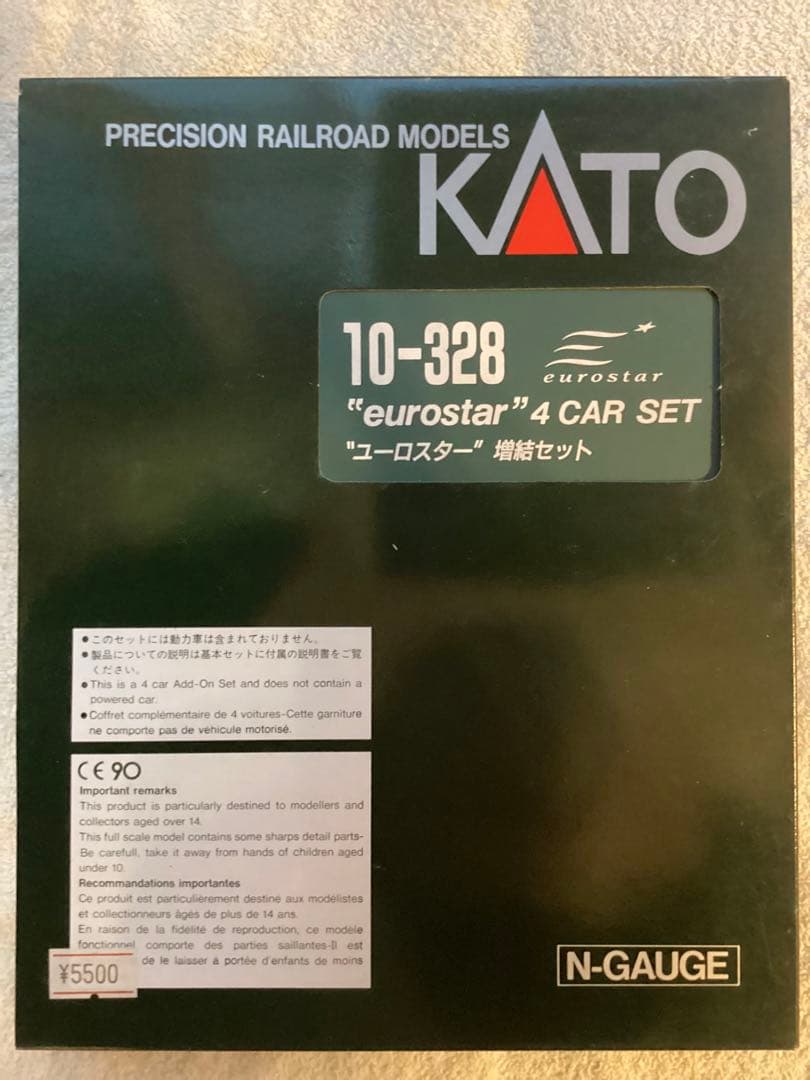 PRECISION RAILROAD MODELS
KATO
10-328
eurostar
"eurostar" 4 CAR SET
"ユーロスター" 増結セット
●このセットには動力車は含まれておりません。
●製品についての説明は基本セットに付属の説明書をご覧
ください。
●This is a 4 car Add-On Set and does not contain a
powered car.
●Coffret complémentaire de 4 voitures-Cette garniture
ne comporte pas de véhicule motorisé.
CE 90
Important remarks
This product is particularly destined to modellers and
collectors aged over 14.
This full scale model contains some sharps detail parts-
Be carefull, take it away from hands of children aged
under 10.
Recommandations importantes
Ce produit est particulièrement destiné aux modélistes
et collectionneurs âgés de plus de 14 ans.
En raison de la fidélité de reproduction, ce modèle
fonctionnel comporte des parties saillantes-Il est
de le laisser à portée d'enfants de moins
¥5500
N-GAUGE